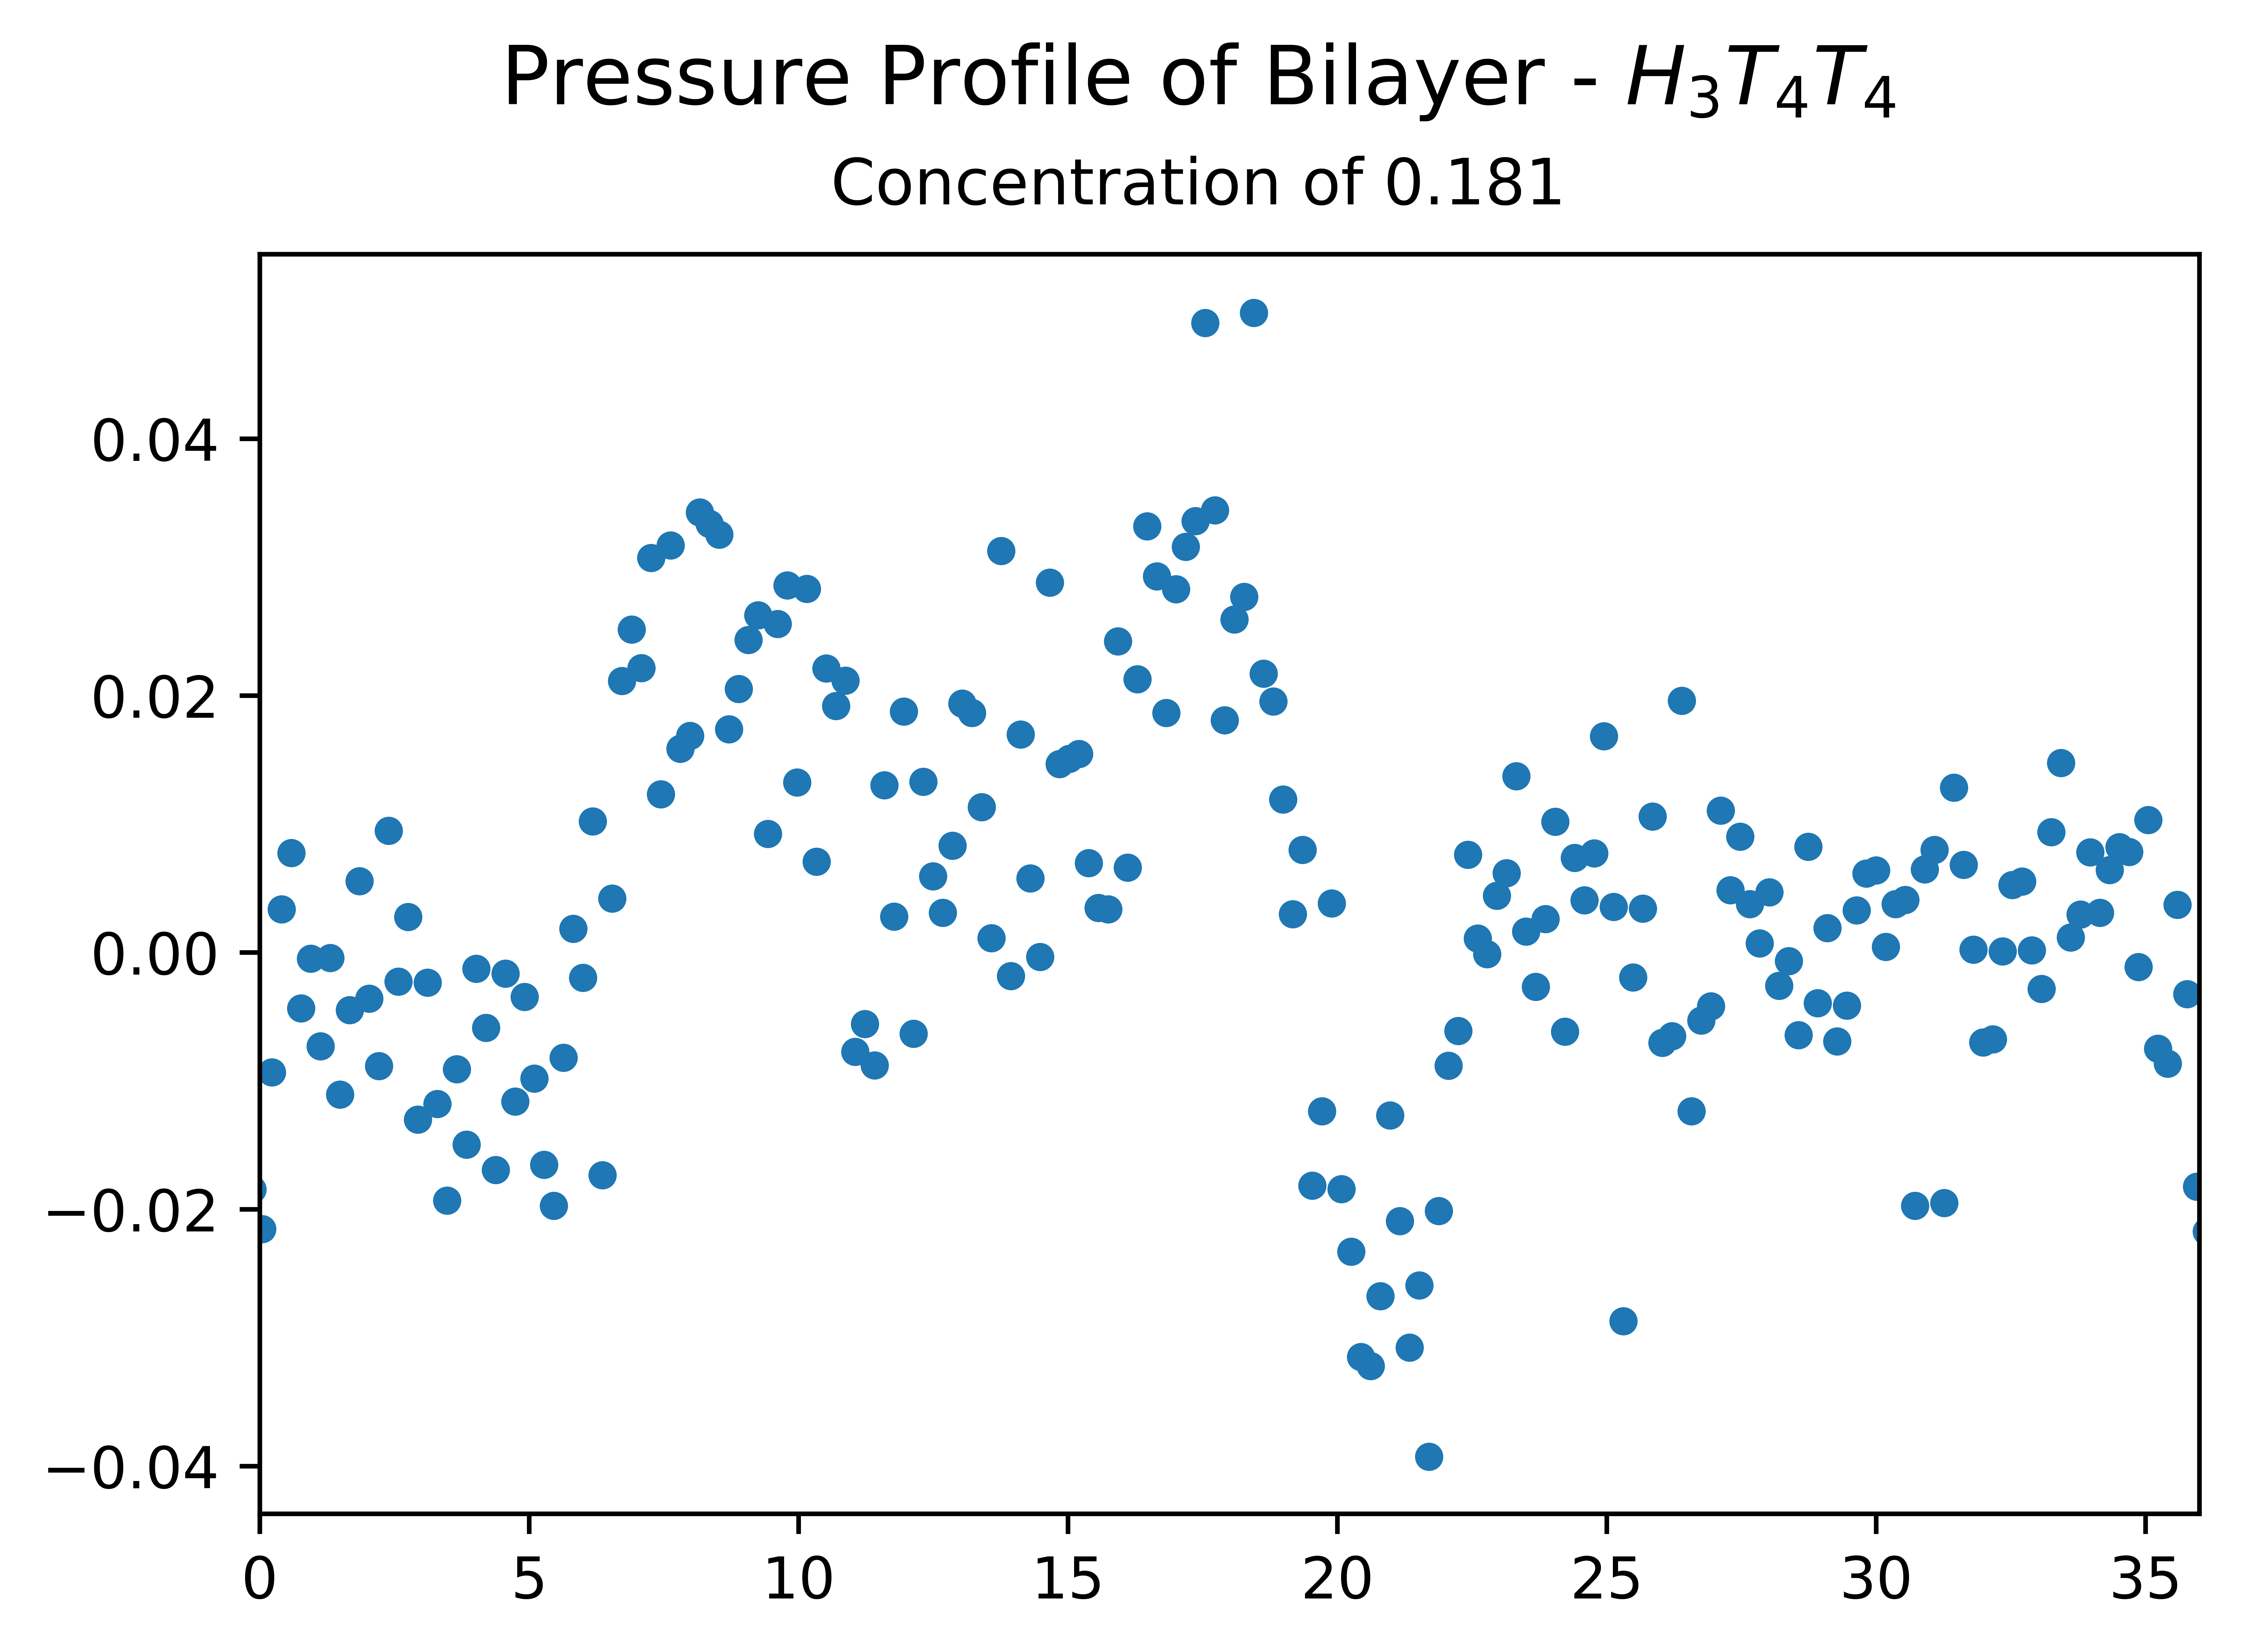 Pressure Profile of Bilayer - H₃T₄T₄
Concentration of 0.181
0.04
0.02
0.00
−0.02
−0.04
0 5 10 15 20 25 30 35